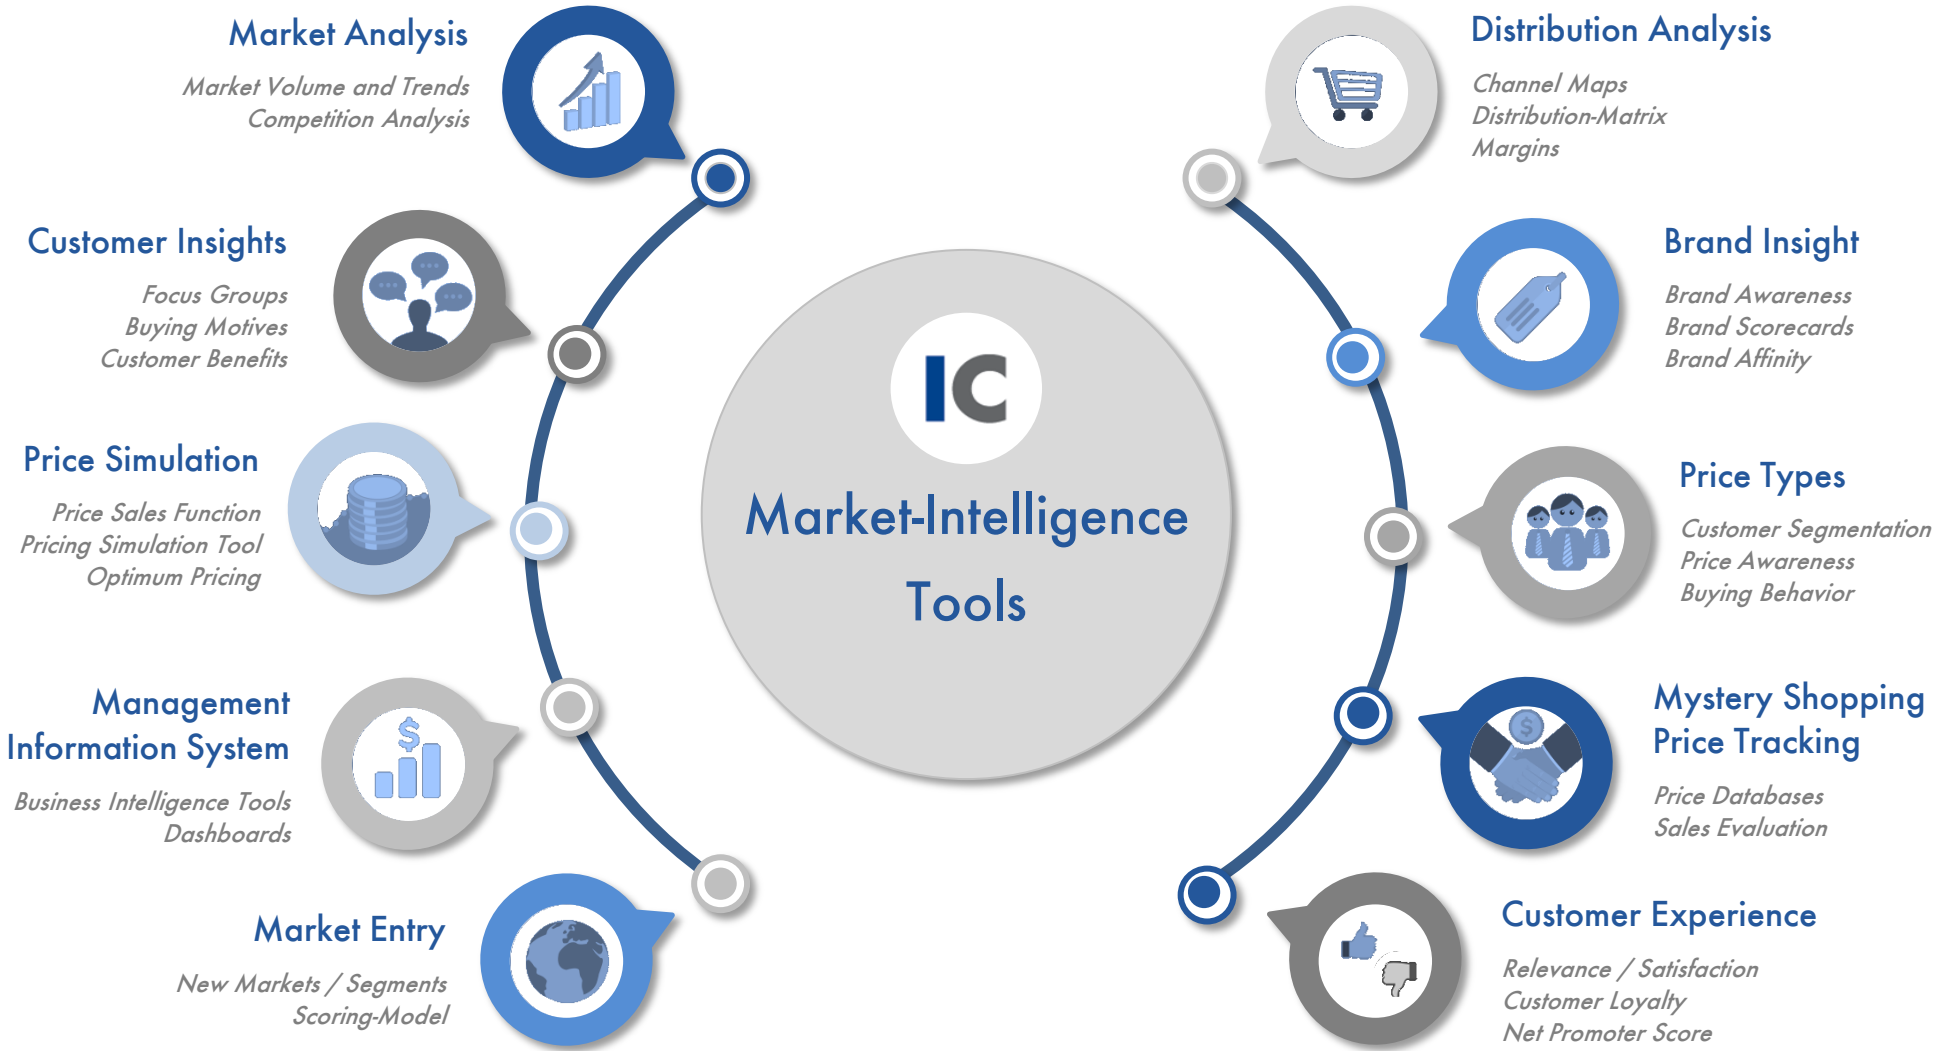 Market Analysis
Market Volume and Trends
Competition Analysis
Customer Insights
Focus Groups
Buying Motives
Customer Benefits
Price Simulation
Price Sales Function
Pricing Simulation Tool
Optimum Pricing
Management
Information System
Business Intelligence Tools
Dashboards
$
Market Entry
New Markets / Segments
Scoring-Model
IC
Market-Intelligence
Tools
Distribution Analysis
Channel Maps
Distribution-Matrix
Margins
Brand Insight
Brand Awareness
Brand Scorecards
Brand Affinity
Price Types
Customer Segmentation
Price Awareness
Buying Behavior
Mystery Shopping
Price Tracking
Price Databases
Sales Evaluation
$
Customer Experience
Relevance / Satisfaction
Customer Loyalty
Net Promoter Score